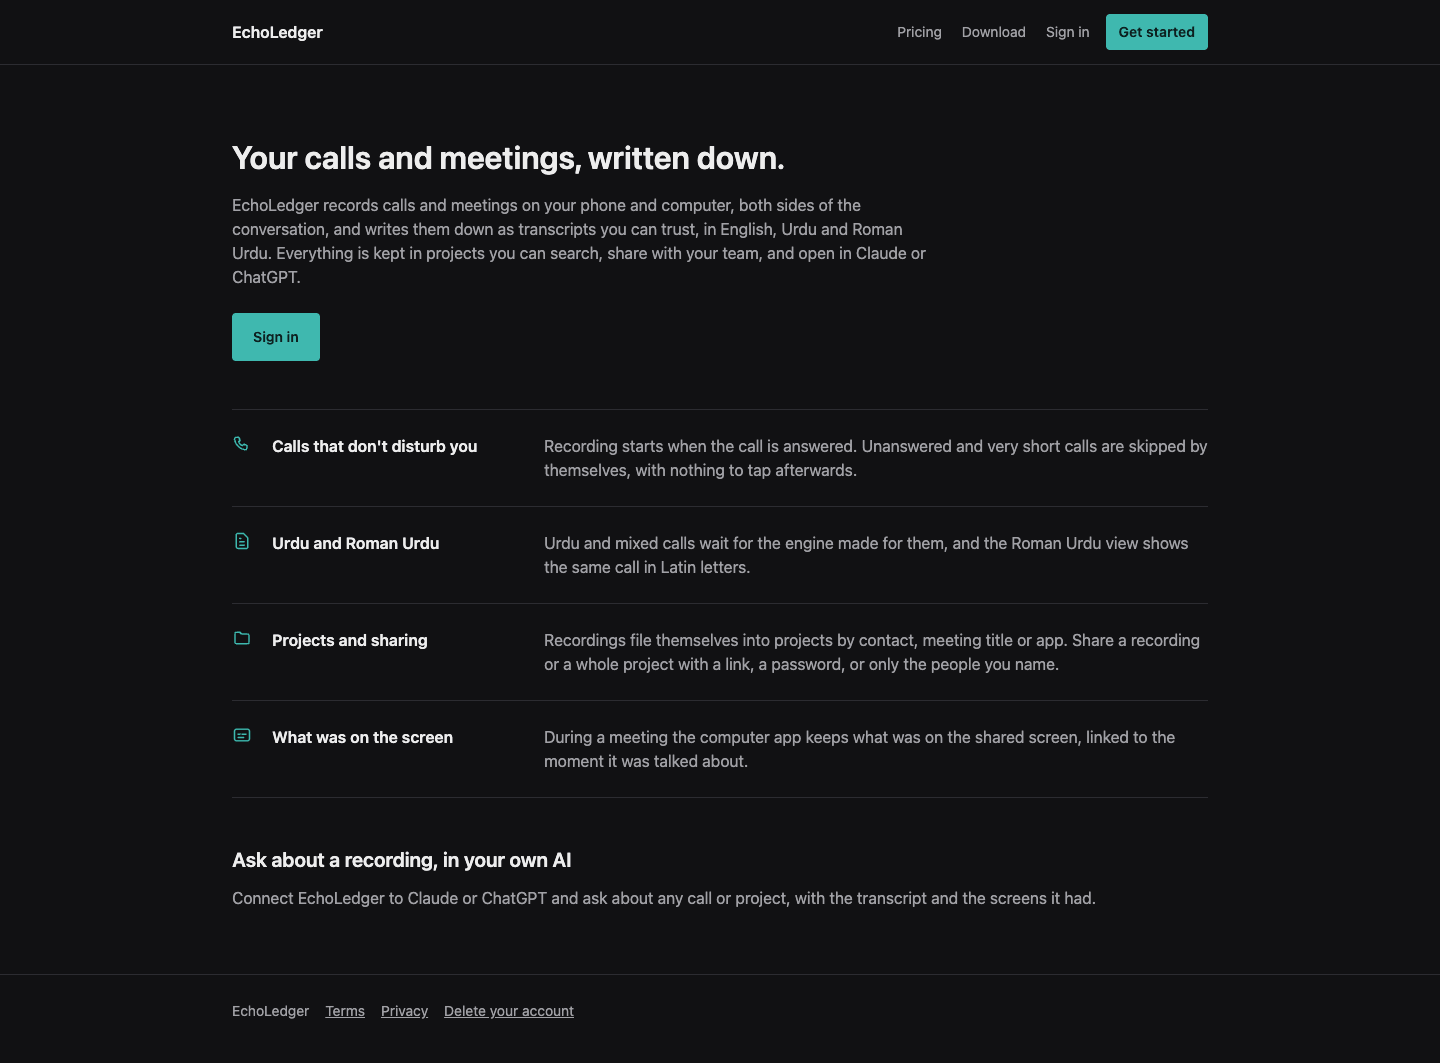 EchoLedger
Pricing
Download
Sign in
Get started
Your calls and meetings, written down.
EchoLedger records calls and meetings on your phone and computer, both sides of the
conversation, and writes them down as transcripts you can trust, in English, Urdu and Roman
Urdu. Everything is kept in projects you can search, share with your team, and open in Claude or
ChatGPT.
Sign in
Calls that don't disturb you
Recording starts when the call is answered. Unanswered and very short calls are skipped by
themselves, with nothing to tap afterwards.
Urdu and Roman Urdu
Urdu and mixed calls wait for the engine made for them, and the Roman Urdu view shows
the same call in Latin letters.
Projects and sharing
Recordings file themselves into projects by contact, meeting title or app. Share a recording
or a whole project with a link, a password, or only the people you name.
What was on the screen
During a meeting the computer app keeps what was on the shared screen, linked to the
moment it was talked about.
Ask about a recording, in your own AI
Connect EchoLedger to Claude or ChatGPT and ask about any call or project, with the transcript and the screens it had.
EchoLedger
Terms
Privacy
Delete your account